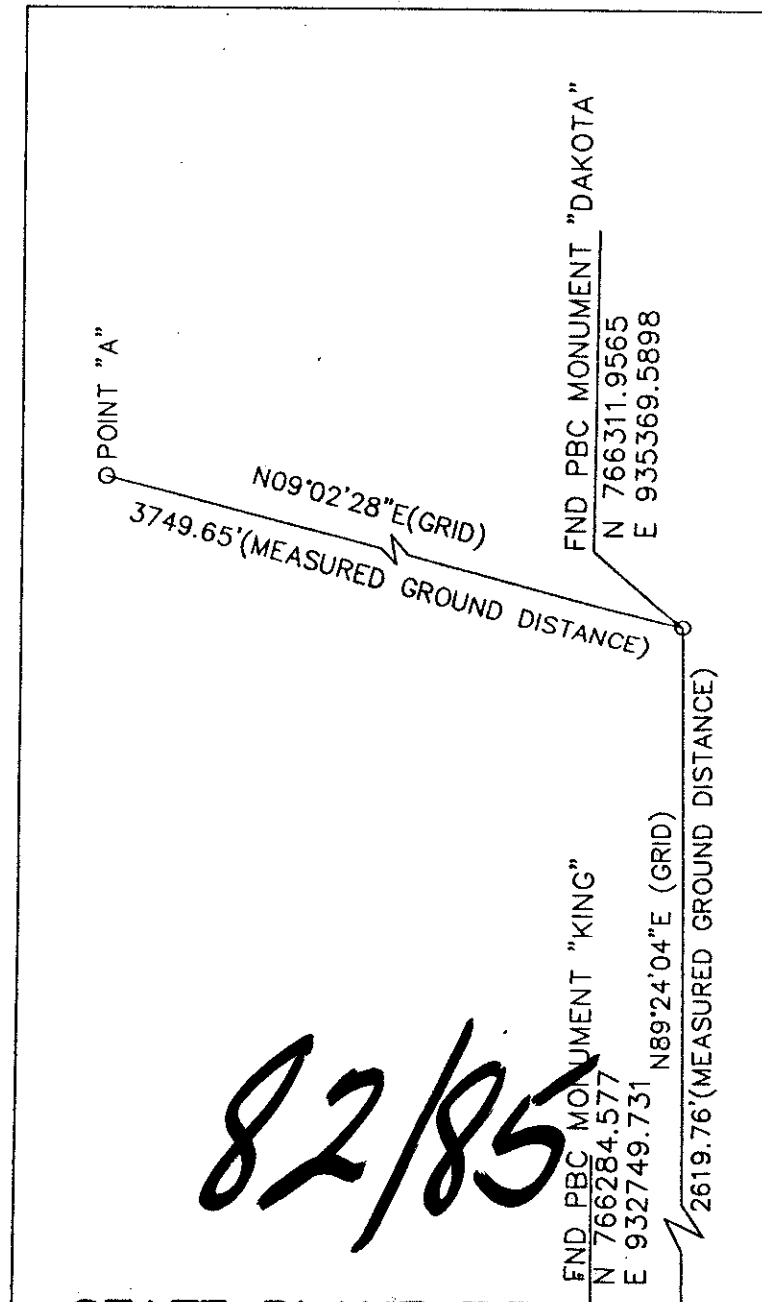 POINT "A"
N09°02'28"E(GRID)
3749.65'(MEASURED GROUND DISTANCE)
FND PBC MONUMENT "DAKOTA"
N 766311.9565
E 935369.5898
FND PBC MONUMENT "KING"
N 766284.577
E 932749.731
N89°24'04"E (GRID)
2619.76'(MEASURED GROUND DISTANCE)
82/85